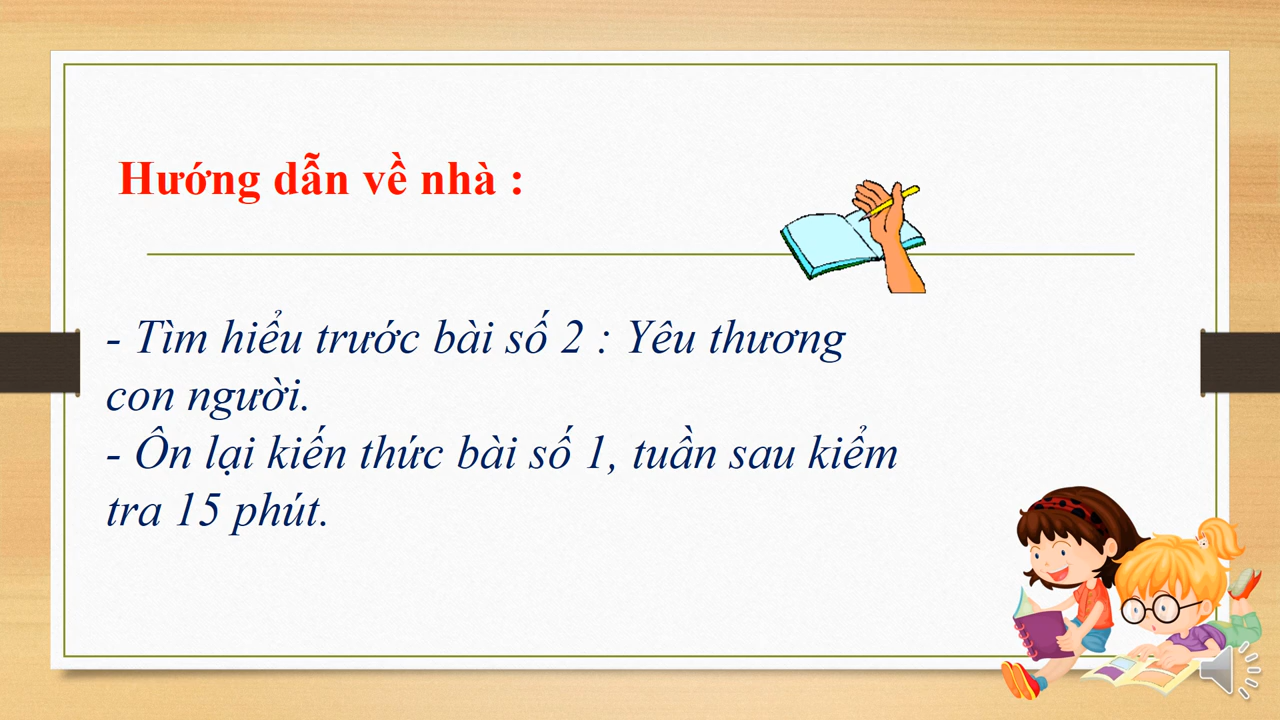 Hướng dẫn về nhà :
- Tìm hiểu trước bài số 2 : Yêu thương
con người.
- Ôn lại kiến thức bài số 1, tuần sau kiểm
tra 15 phút.